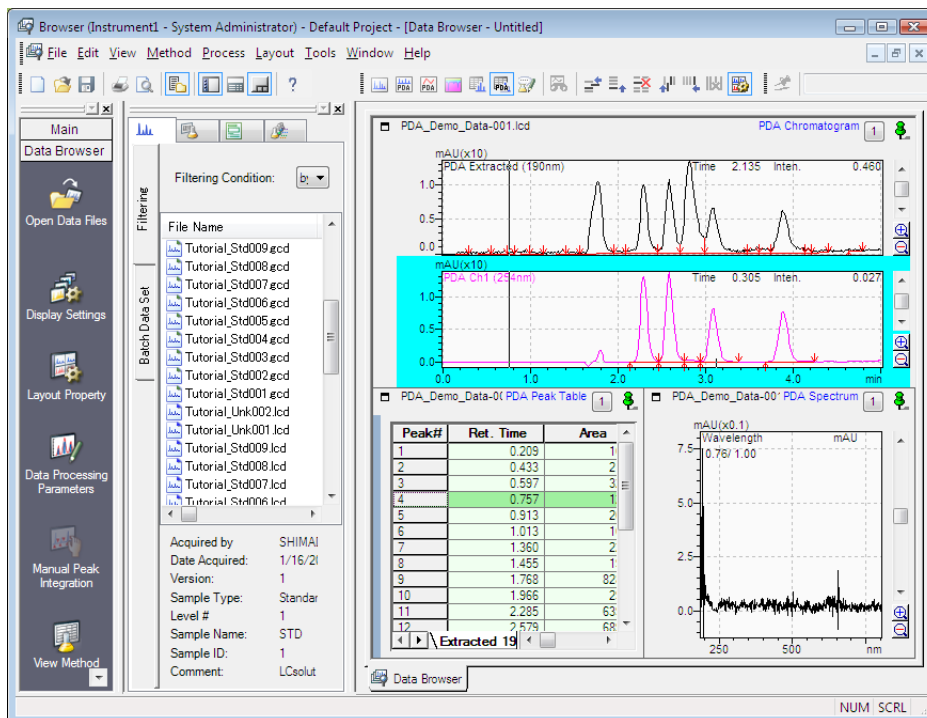 Browser (Instrument1 - System Administrator) - Default Project - [Data Browser - Untitled]
File Edit View Method Process Layout Tools Window Help
Main
Data Browser
Open Data Files
Display Settings
Layout Property
Data Processing
Parameters
Manual Peak
Integration
View Method
Filtering
Batch Data Set
Filtering Condition:
File Name
Tutorial_Std009.gcd
Tutorial_Std008.gcd
Tutorial_Std007.gcd
Tutorial_Std006.gcd
Tutorial_Std005.gcd
Tutorial_Std004.gcd
Tutorial_Std003.gcd
Tutorial_Std002.gcd
Tutorial_Std001.gcd
Tutorial_Unk002.lcd
Tutorial_Unk001.lcd
Tutorial_Std009.lcd
Tutorial_Std008.lcd
Tutorial_Std007.lcd
Tutorial_Std006.lcd
Acquired by SHIMA
Date Acquired: 1/16/20
Version: 1
Sample Type: Standar
Level # 1
Sample Name: STD
Sample ID: 1
Comment: LCsolut
PDA_Demo_Data-001.lcd PDA Chromatogram 1
mAU(x10)
PDA Extracted (190nm) Time 2.135 Inten. 0.460
1.0
0.5
0.0
mAU(x10)
PDA Ch1 (254nm) Time 0.305 Inten. 0.027
1.0
0.5
0.0
0.0 1.0 2.0 3.0 4.0 min
PDA_Demo_Data-0 PDA Peak Table 1
Peak# Ret. Time Area
1 0.209 1
2 0.433 2
3 0.597 3
4 0.757 1
5 0.913 2
6 1.013 1
7 1.360 2
8 1.455 1
9 1.768 82
10 1.966 2
11 2.285 63
12 2.579 68
Extracted 19
PDA_Demo_Data-00 PDA Spectrum 1
mAU(x0.1)
Wavelength mAU
0.76/ 1.00
7.5
5.0
2.5
0.0
250 500 nm
Data Browser
NUM SCRL